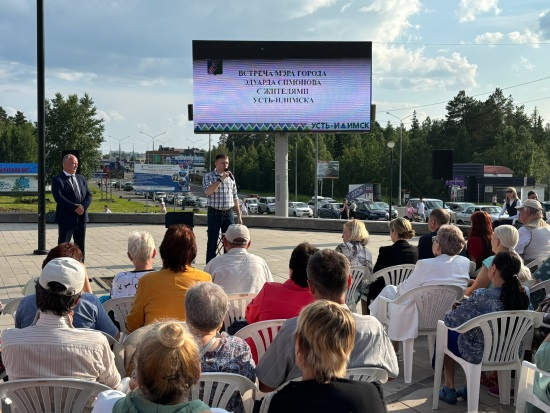 ВСТРЕЧА МЭРА ГОРОДА
ЭДУАРДА СИМОНОВА
С ЖИТЕЛЯМИ
УСТЬ-ИЛИМСКА
УСТЬ-ИЛИМСК